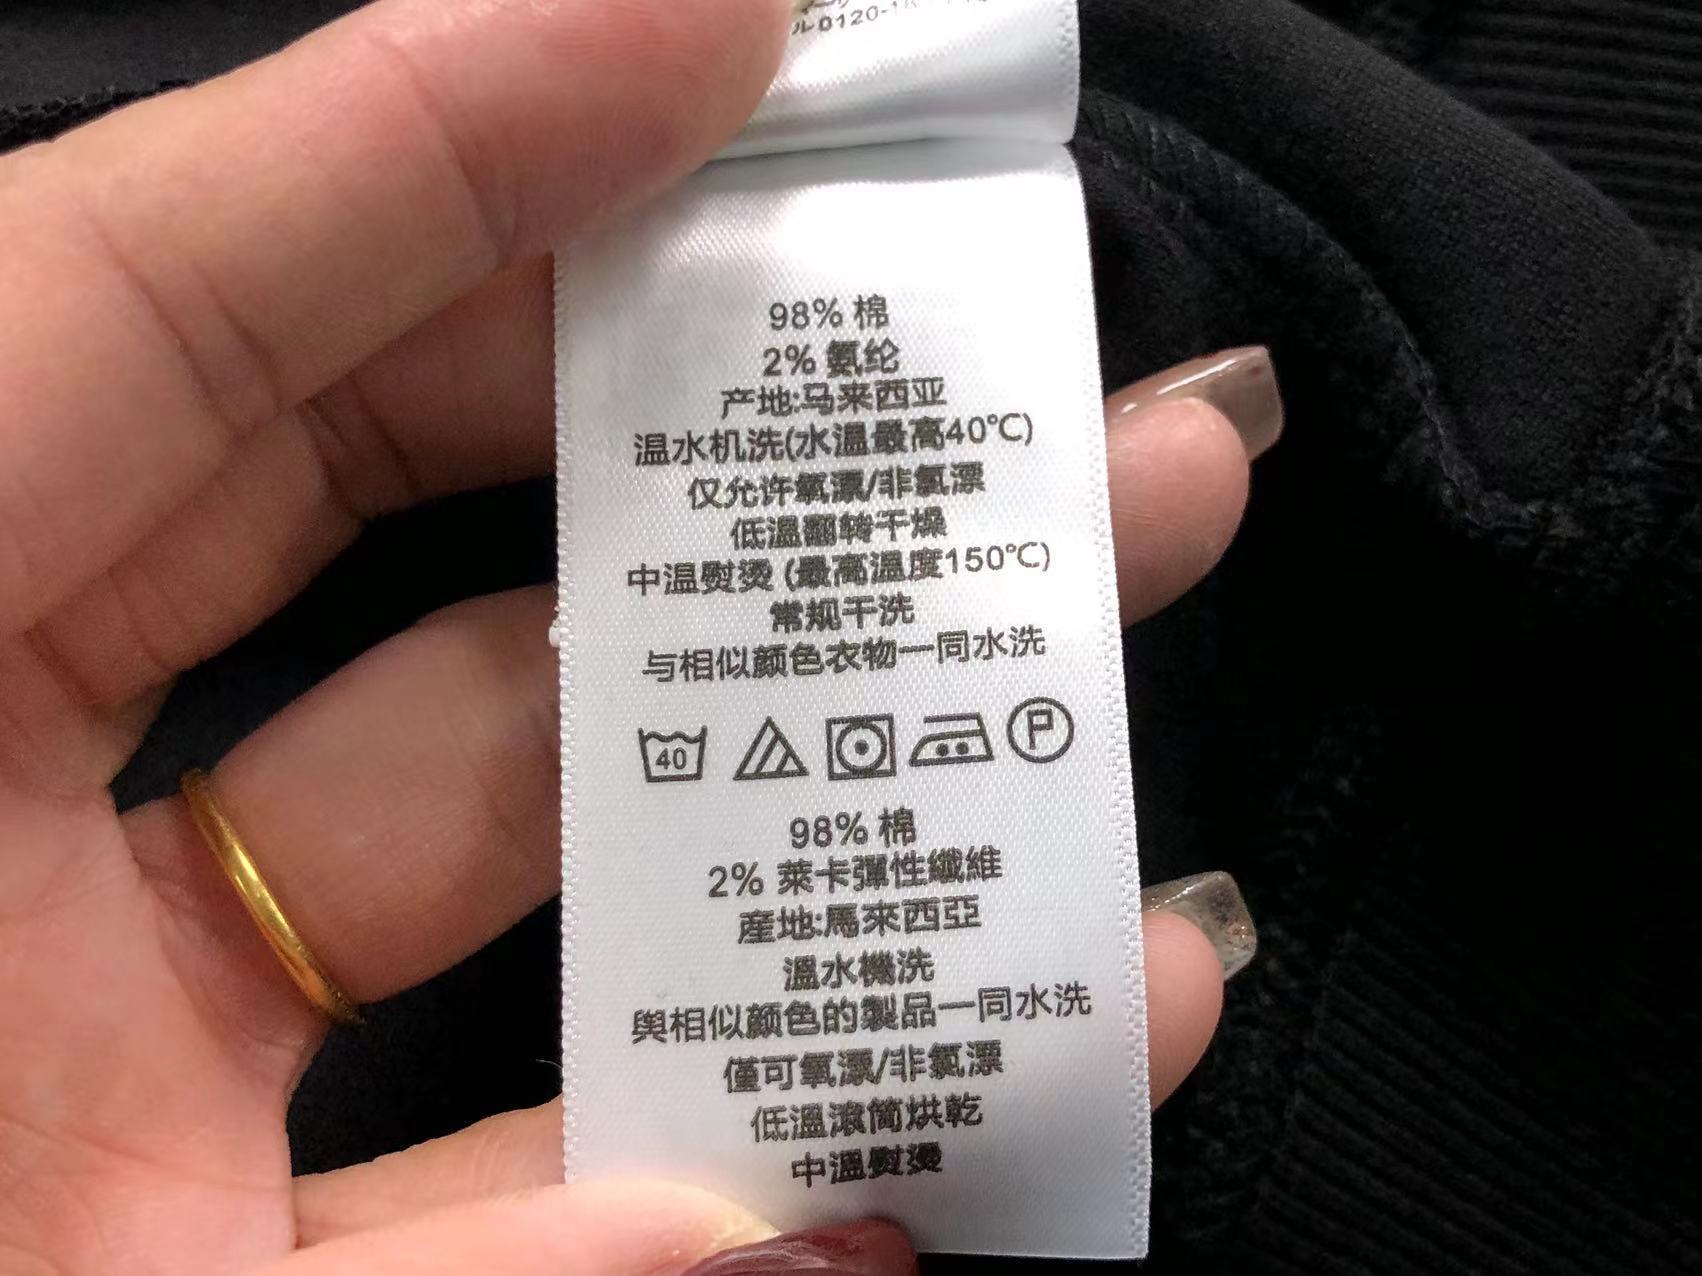 98% 棉
2% 氨纶
产地:马来西亚
温水机洗(水温最高40℃)
仅允许氧漂/非氯漂
低温翻转干燥
中温熨烫 (最高温度150℃)
常规干洗
与相似颜色衣物一同水洗
40
P
98% 棉
2% 萊卡彈性纖維
産地:馬來西亞
溫水機洗
與相似颜色的製品一同水洗
僅可氧漂/非氯漂
低溫滾筒烘乾
中溫熨燙